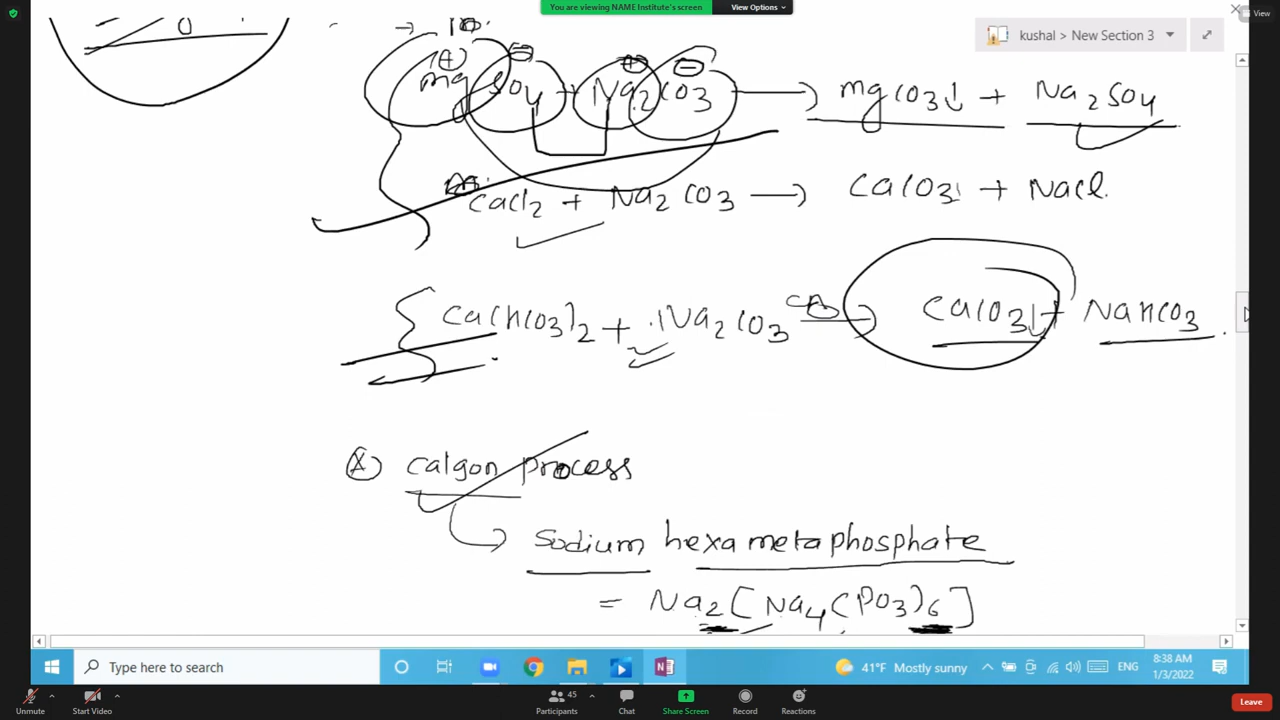 You are viewing NAME Institute's screen
View Options
View
kushal > New Section 3
mg SO4 + Na2CO3 → mgCO3↓ + Na2SO4
CaCl2 + Na2CO3 → CaCO3↓ + NaCl.
Ca(HCO3)2 + Na2CO3 → CaCO3↓ + NaHCO3.
calgon process
→ sodium hexametaphosphate
= Na2[Na4(PO3)6]
Type here to search
41°F Mostly sunny
ENG
8:38 AM
1/3/2022
45
Unmute
Start Video
Participants
Chat
Share Screen
Record
Reactions
Leave